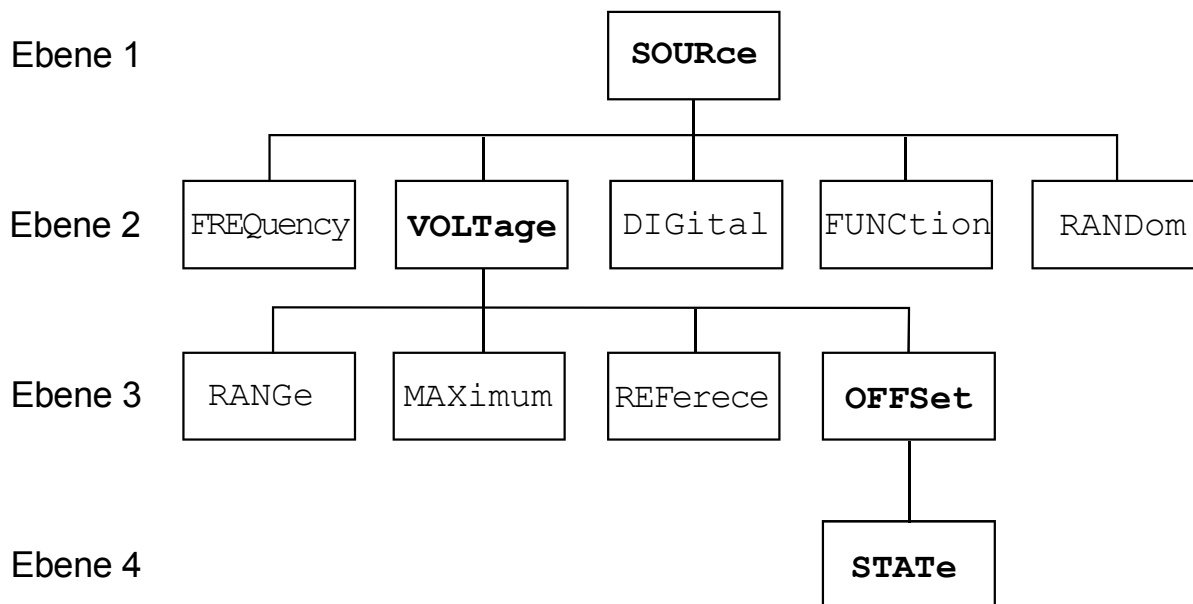 Ebene 1 SOURce
Ebene 2 FREQuency VOLTage DIGital FUNCtion RANDom
Ebene 3 RANGe MAXimum REFerece OFFSet
Ebene 4 STATe